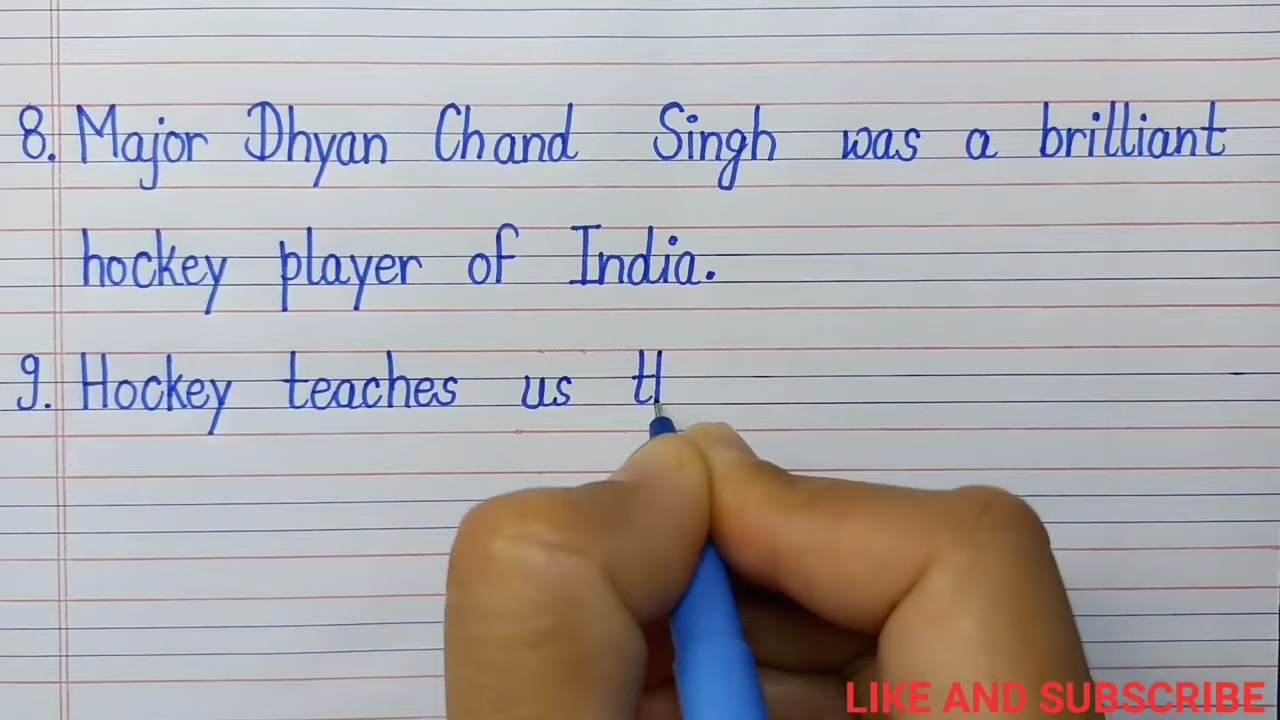 8. Major Dhyan Chand Singh was a brilliant
hockey player of India.
9. Hockey teaches us
LIKE AND SUBSCRIBE